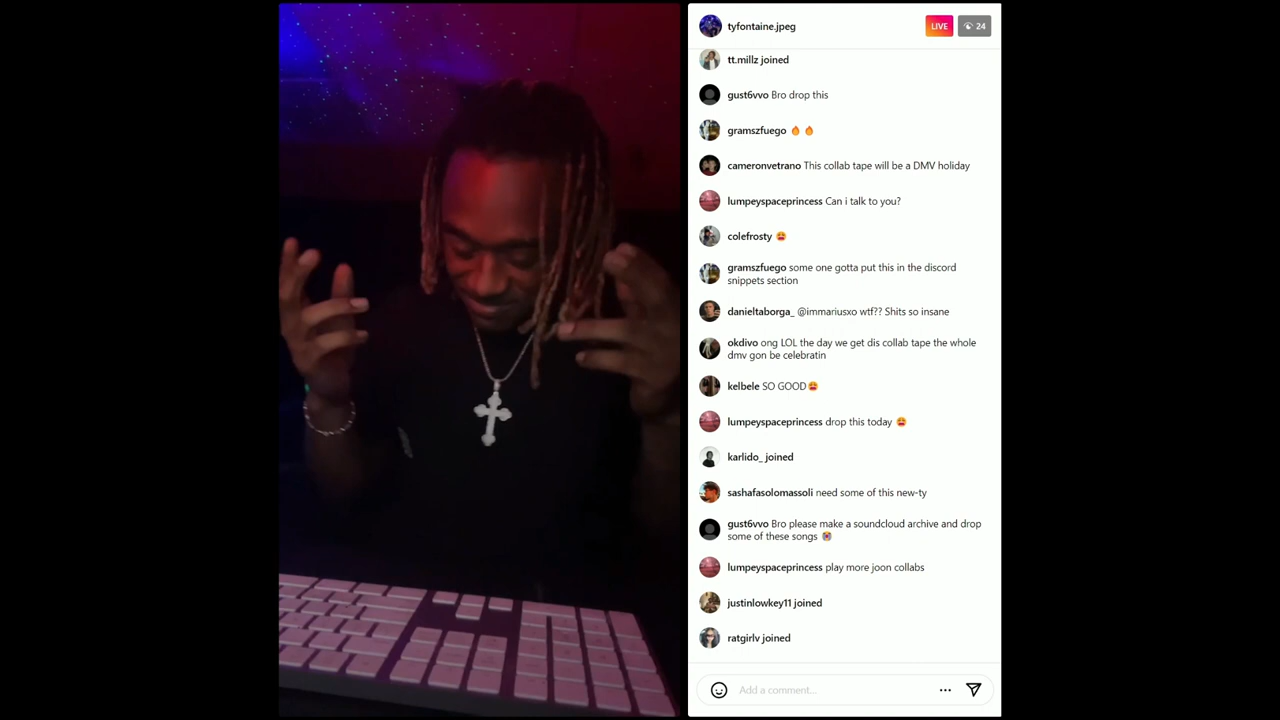 tyfontaine.jpeg
LIVE
24
tt.millz joined
gust6vvo Bro drop this
gramszfuego 🔥 🔥
cameronvetrano This collab tape will be a DMV holiday
lumpeyspaceprincess Can i talk to you?
colefrosty 🤩
gramszfuego some one gotta put this in the discord
snippets section
danieltaborga_ @immariusxo wtf?? Shits so insane
okdivo ong LOL the day we get dis collab tape the whole
dmv gon be celebratin
kelbele SO GOOD🤩
lumpeyspaceprincess drop this today 🤩
karlido_ joined
sashafasolomassoli need some of this new-ty
gust6vvo Bro please make a soundcloud archive and drop
some of these songs 😭
lumpeyspaceprincess play more joon collabs
justinlowkey11 joined
ratgirlv joined
Add a comment...